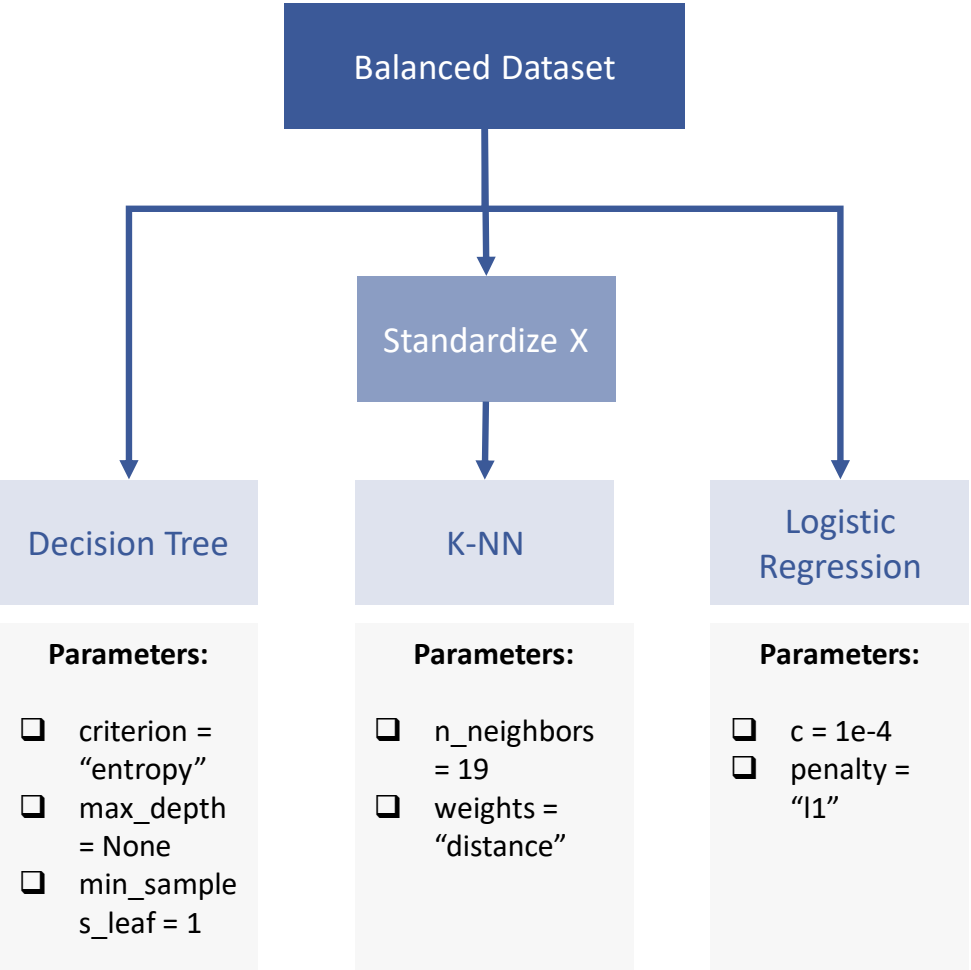 Balanced Dataset
Standardize X
Decision Tree
K-NN
Logistic
Regression
Parameters:
criterion =
“entropy”
max_depth
= None
min_sample
s_leaf = 1
Parameters:
n_neighbors
= 19
weights =
“distance”
Parameters:
c = 1e-4
penalty =
“l1”